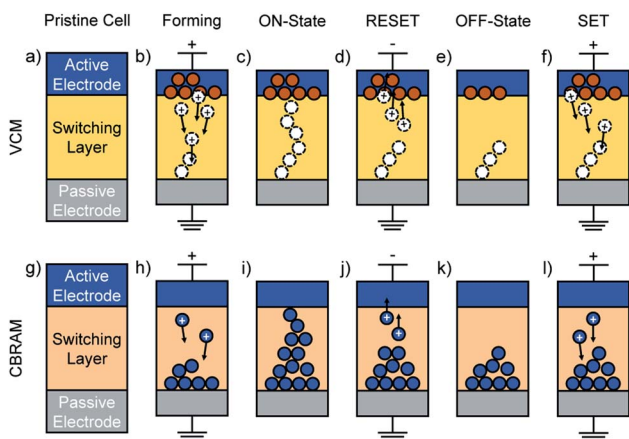 Pristine Cell Forming ON-State RESET OFF-State SET
+ - +
a) b) c) d) e) f)
Active
Electrode
VCM
Switching
Layer
+ + + + + + + + + +
Passive
Electrode
+ - +
g) h) i) j) k) l)
Active
Electrode
CBRAM
Switching
Layer
+ + + + + +
Passive
Electrode